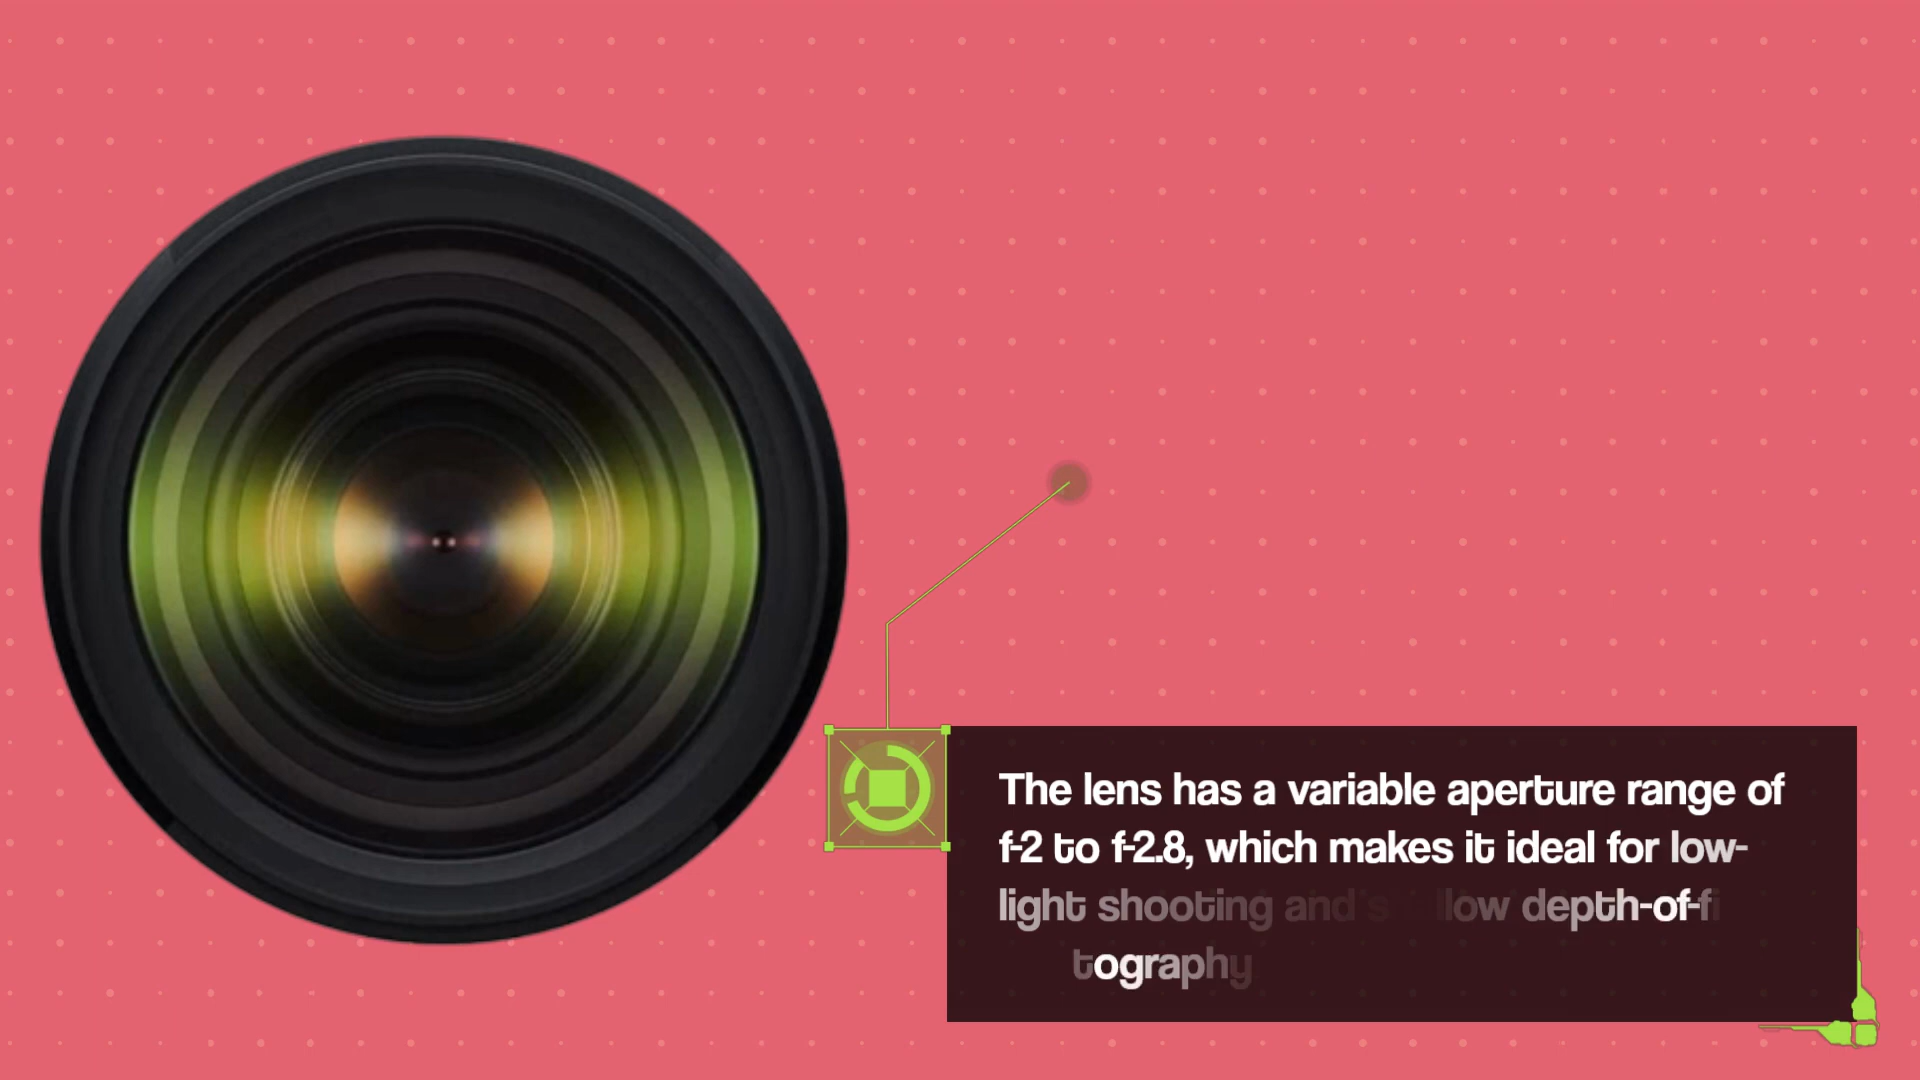 The lens has a variable aperture range of
f-2 to f-2.8, which makes it ideal for low-
light shooting and depth-of-
tography